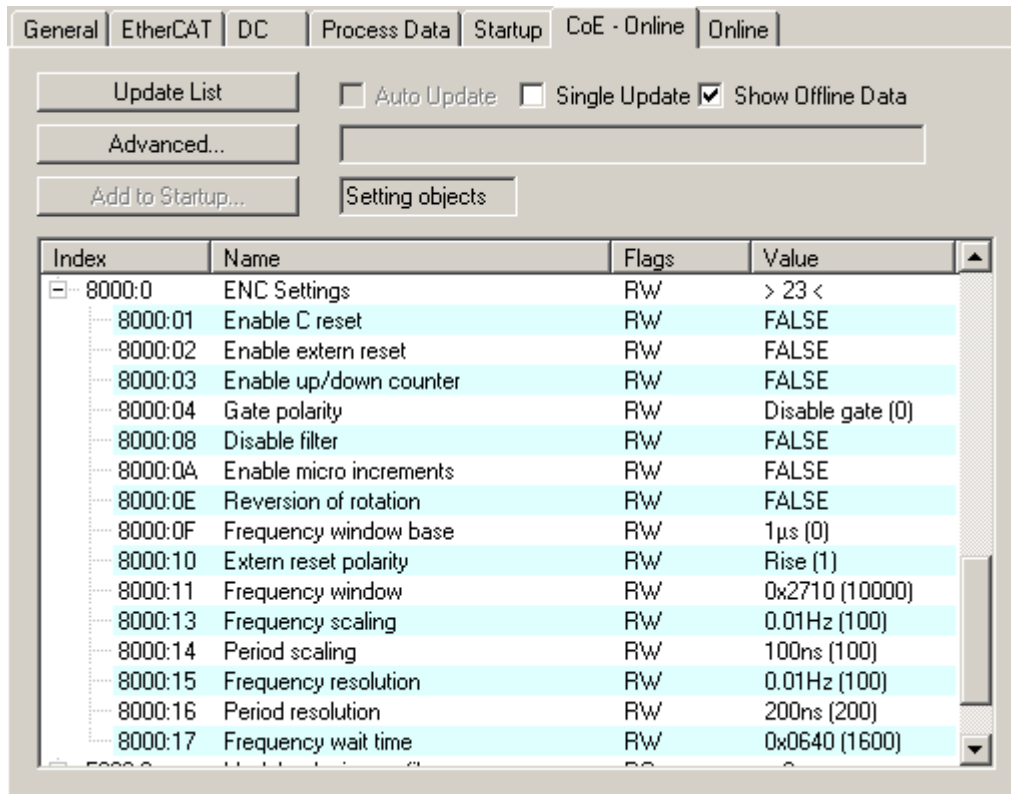 General EtherCAT DC Process Data Startup CoE - Online Online
Update List Auto Update Single Update Show Offline Data
Advanced...
Add to Startup... Setting objects
Index Name Flags Value
8000:0 ENC Settings RW > 23 <
8000:01 Enable C reset RW FALSE
8000:02 Enable extern reset RW FALSE
8000:03 Enable up/down counter RW FALSE
8000:04 Gate polarity RW Disable gate (0)
8000:08 Disable filter RW FALSE
8000:0A Enable micro increments RW FALSE
8000:0E Reversion of rotation RW FALSE
8000:0F Frequency window base RW 1µs (0)
8000:10 Extern reset polarity RW Rise (1)
8000:11 Frequency window RW 0x2710 (10000)
8000:13 Frequency scaling RW 0.01Hz (100)
8000:14 Period scaling RW 100ns (100)
8000:15 Frequency resolution RW 0.01Hz (100)
8000:16 Period resolution RW 200ns (200)
8000:17 Frequency wait time RW 0x0640 (1600)